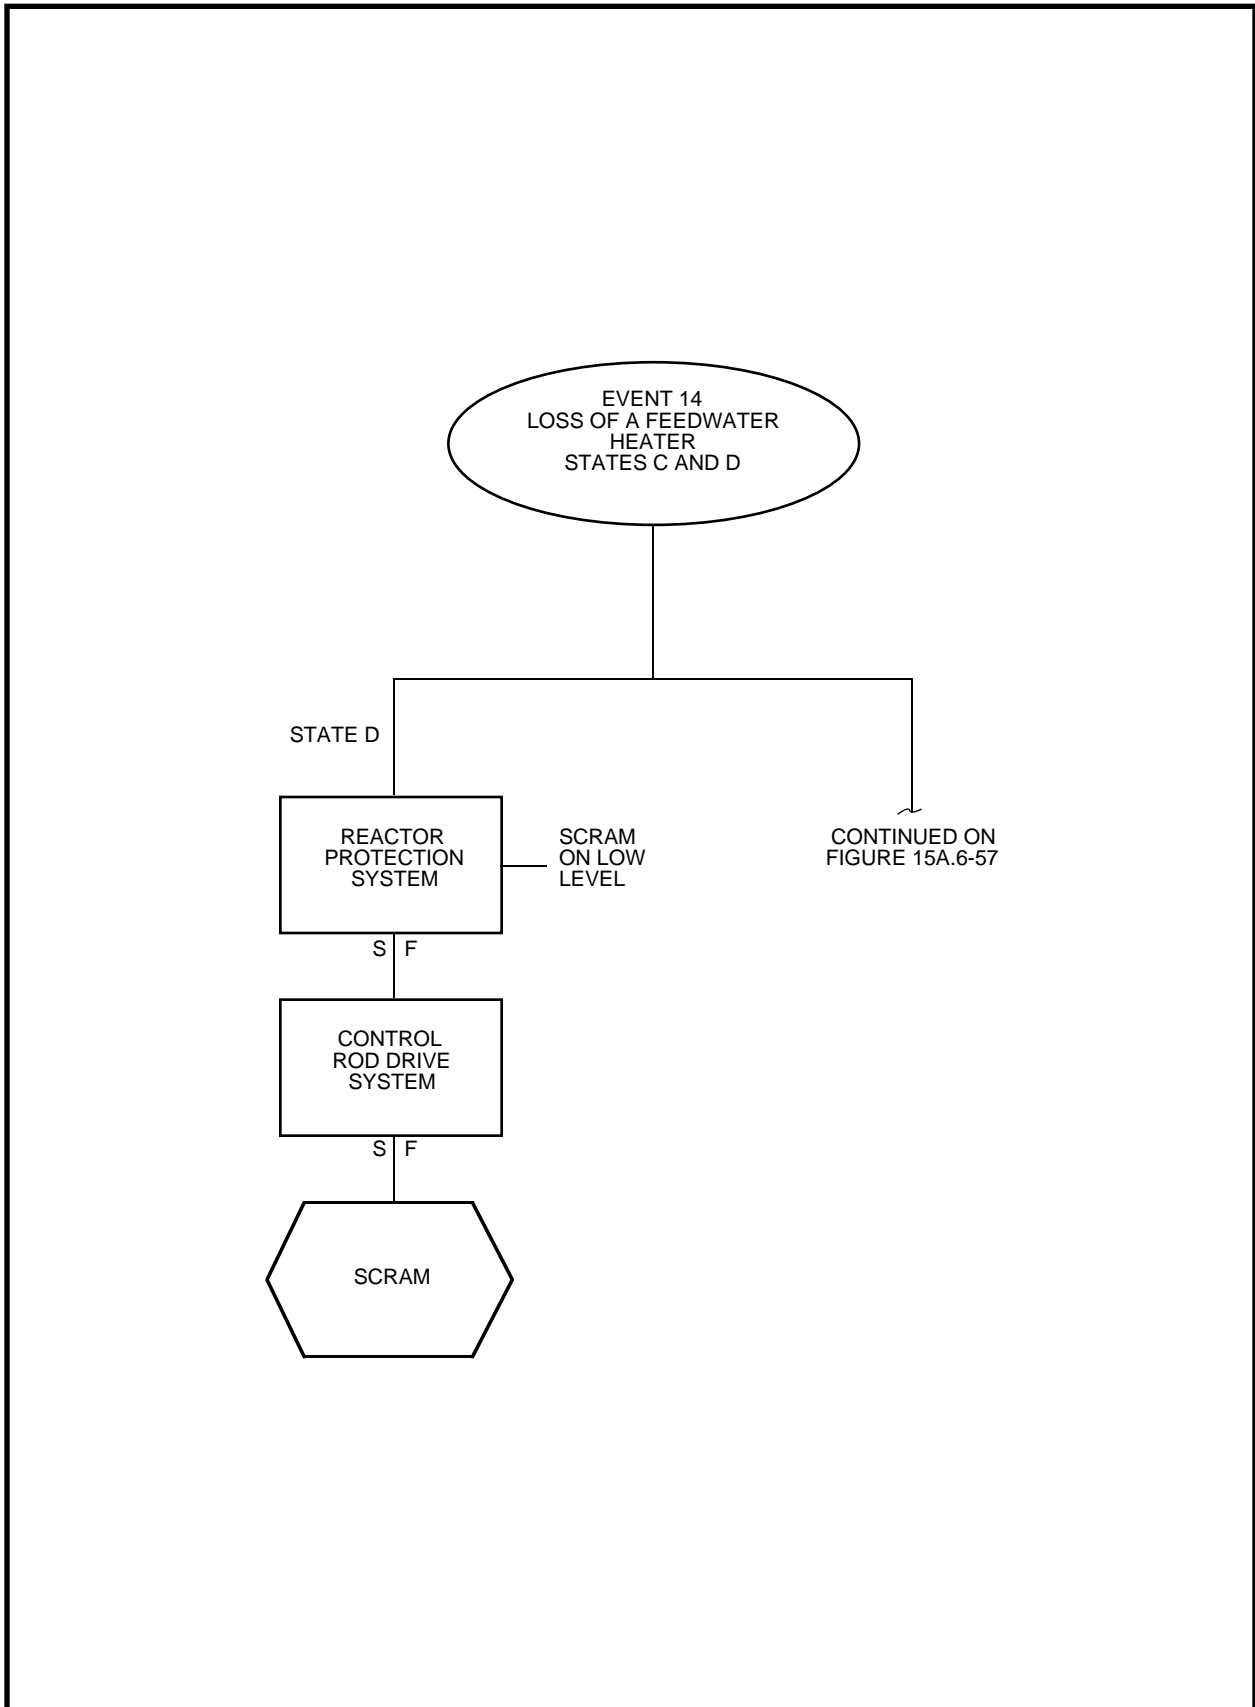 EVENT 14
LOSS OF A FEEDWATER
HEATER
STATES C AND D
STATE D
REACTOR
PROTECTION
SYSTEM
SCRAM
ON LOW
LEVEL
CONTINUED ON
FIGURE 15A.6-57
S F
CONTROL
ROD DRIVE
SYSTEM
S F
SCRAM